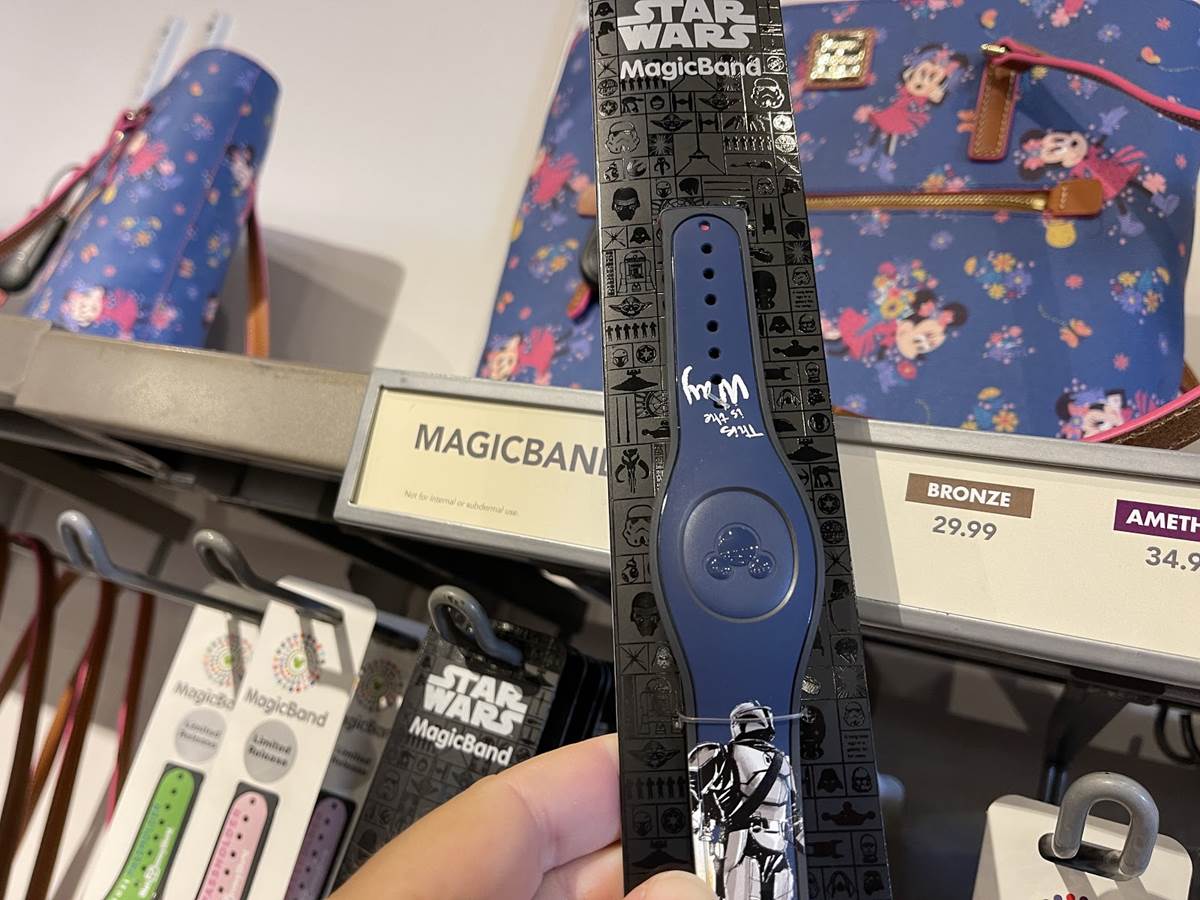 STAR
WARS
MagicBand
This
is the
Way
MAGICBAN
Not for internal or subdermal use.
BRONZE
29.99
AMETH
34.9
MagicBand
Limited
Release
MagicBand
Limited
Release
STAR
WARS
MagicBand